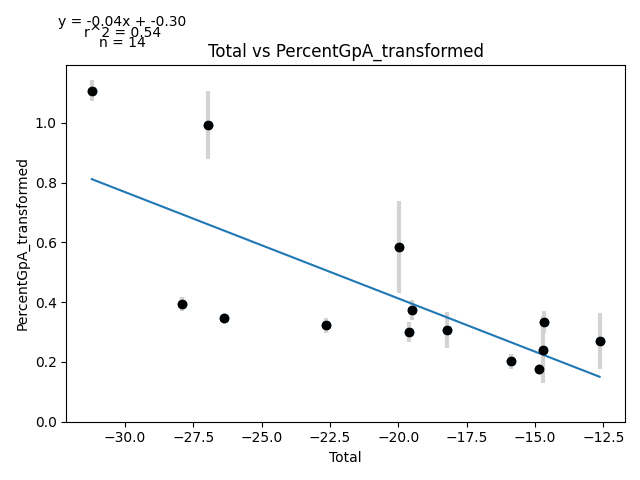 y = -0.04x + -0.30
r^2 = 0.54
n = 14
Total vs PercentGpA_transformed
PercentGpA_transformed
1.0
0.8
0.6
0.4
0.2
0.0
−30.0 −27.5 −25.0 −22.5 −20.0 −17.5 −15.0 −12.5
Total